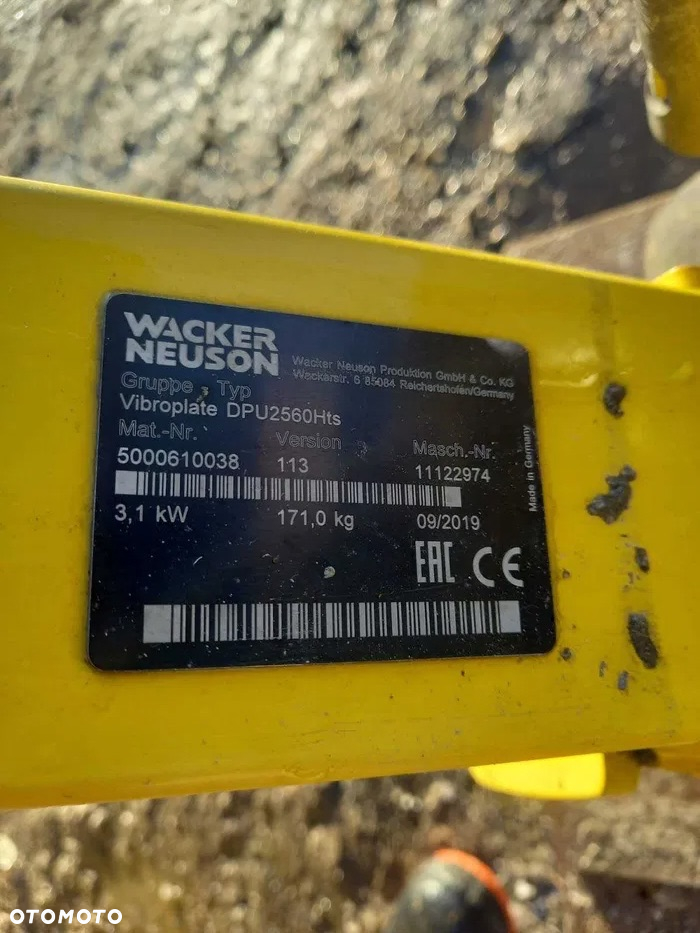 WACKER
NEUSON
Wacker Neuson Produktion GmbH & Co. KG
Wackerstr. 6 85084 Reichertshofen/Germany
Gruppe, Typ
Vibroplate DPU2560Hts
Mat.-Nr. Version Masch.-Nr.
5000610038 113 11122974
3,1 kW 171,0 kg 09/2019
EAC CE
Made in Germany
OTOMOTO